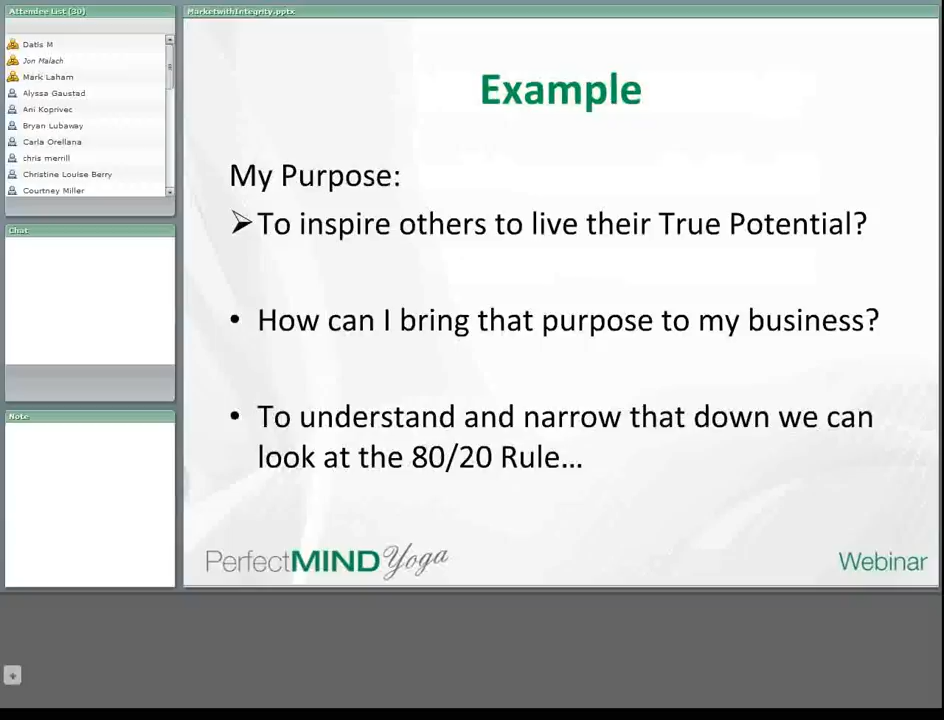 Attendee List (30)
Datis M
Jon Malach
Mark Laham
Alyssa Gaustad
Ani Koprivec
Bryan Lubaway
Carla Orellana
chris merrill
Christine Louise Berry
Courtney Miller
Chat
Note
MarketwithIntegrity.pptx
Example
My Purpose:
➢ To inspire others to live their True Potential?
• How can I bring that purpose to my business?
• To understand and narrow that down we can
look at the 80/20 Rule...
PerfectMIND Yoga
Webinar